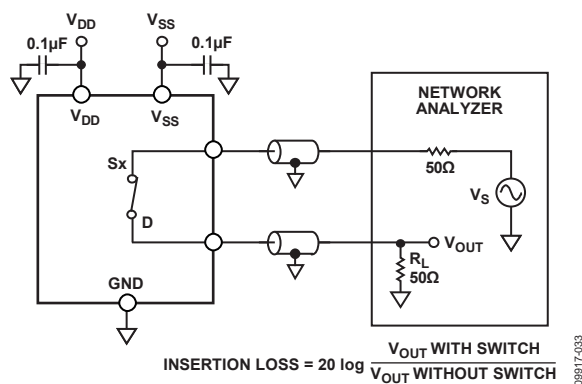 VDD
VSS
0.1µF
0.1µF
VDD
VSS
NETWORK
ANALYZER
Sx
50Ω
VS
D
VOUT
RL
50Ω
GND
INSERTION LOSS = 20 log VOUT WITH SWITCH
VOUT WITHOUT SWITCH
09917-033